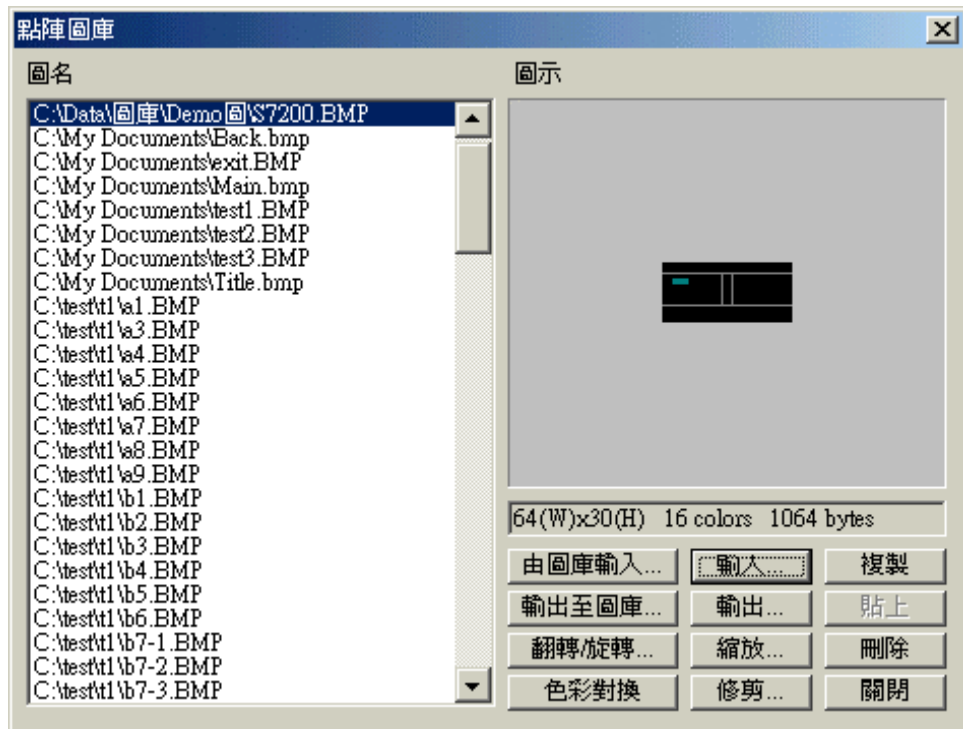 點陣圖庫
圖名
C:\Data\圖庫\Demo圖\S7200.BMP
C:\My Documents\Back.bmp
C:\My Documents\exit.BMP
C:\My Documents\Main.bmp
C:\My Documents\test1.BMP
C:\My Documents\test2.BMP
C:\My Documents\test3.BMP
C:\My Documents\Title.bmp
C:\test\t1\a1.BMP
C:\test\t1\a3.BMP
C:\test\t1\a4.BMP
C:\test\t1\a5.BMP
C:\test\t1\a6.BMP
C:\test\t1\a7.BMP
C:\test\t1\a8.BMP
C:\test\t1\a9.BMP
C:\test\t1\b1.BMP
C:\test\t1\b2.BMP
C:\test\t1\b3.BMP
C:\test\t1\b4.BMP
C:\test\t1\b5.BMP
C:\test\t1\b6.BMP
C:\test\t1\b7-1.BMP
C:\test\t1\b7-2.BMP
C:\test\t1\b7-3.BMP
圖示
64(W)x30(H) 16 colors 1064 bytes
由圖庫輸入... 輸入... 複製
輸出至圖庫... 輸出... 貼上
翻轉/旋轉... 縮放... 刪除
色彩對換 修剪... 關閉